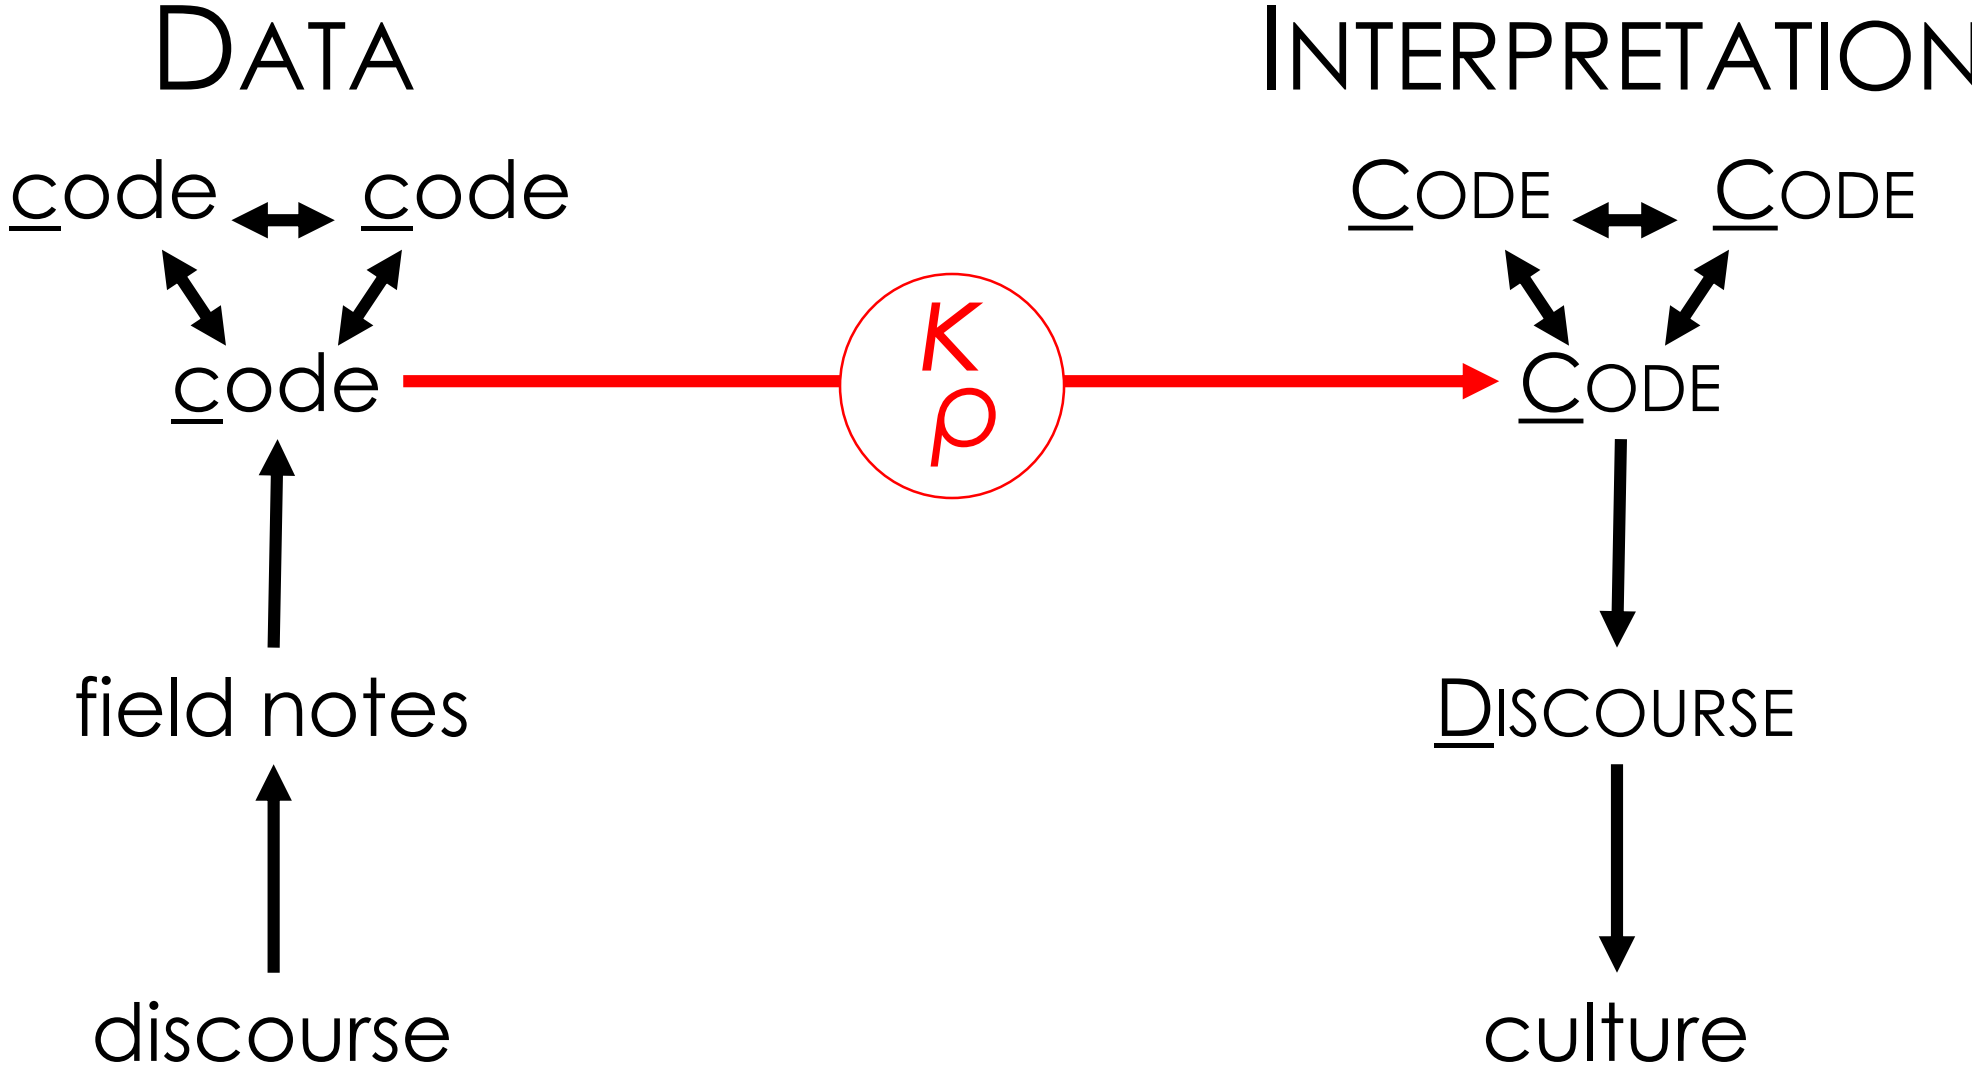 DATA
INTERPRETATION
code code
CODE CODE
K
ρ
code
CODE
field notes
DISCOURSE
discourse
culture